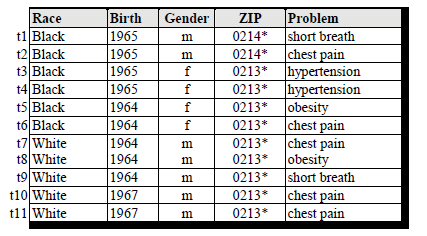 Race Birth Gender ZIP Problem
t1 Black 1965 m 0214* short breath
t2 Black 1965 m 0214* chest pain
t3 Black 1965 f 0213* hypertension
t4 Black 1965 f 0213* hypertension
t5 Black 1964 f 0213* obesity
t6 Black 1964 f 0213* chest pain
t7 White 1964 m 0213* chest pain
t8 White 1964 m 0213* obesity
t9 White 1964 m 0213* short breath
t10 White 1967 m 0213* chest pain
t11 White 1967 m 0213* chest pain